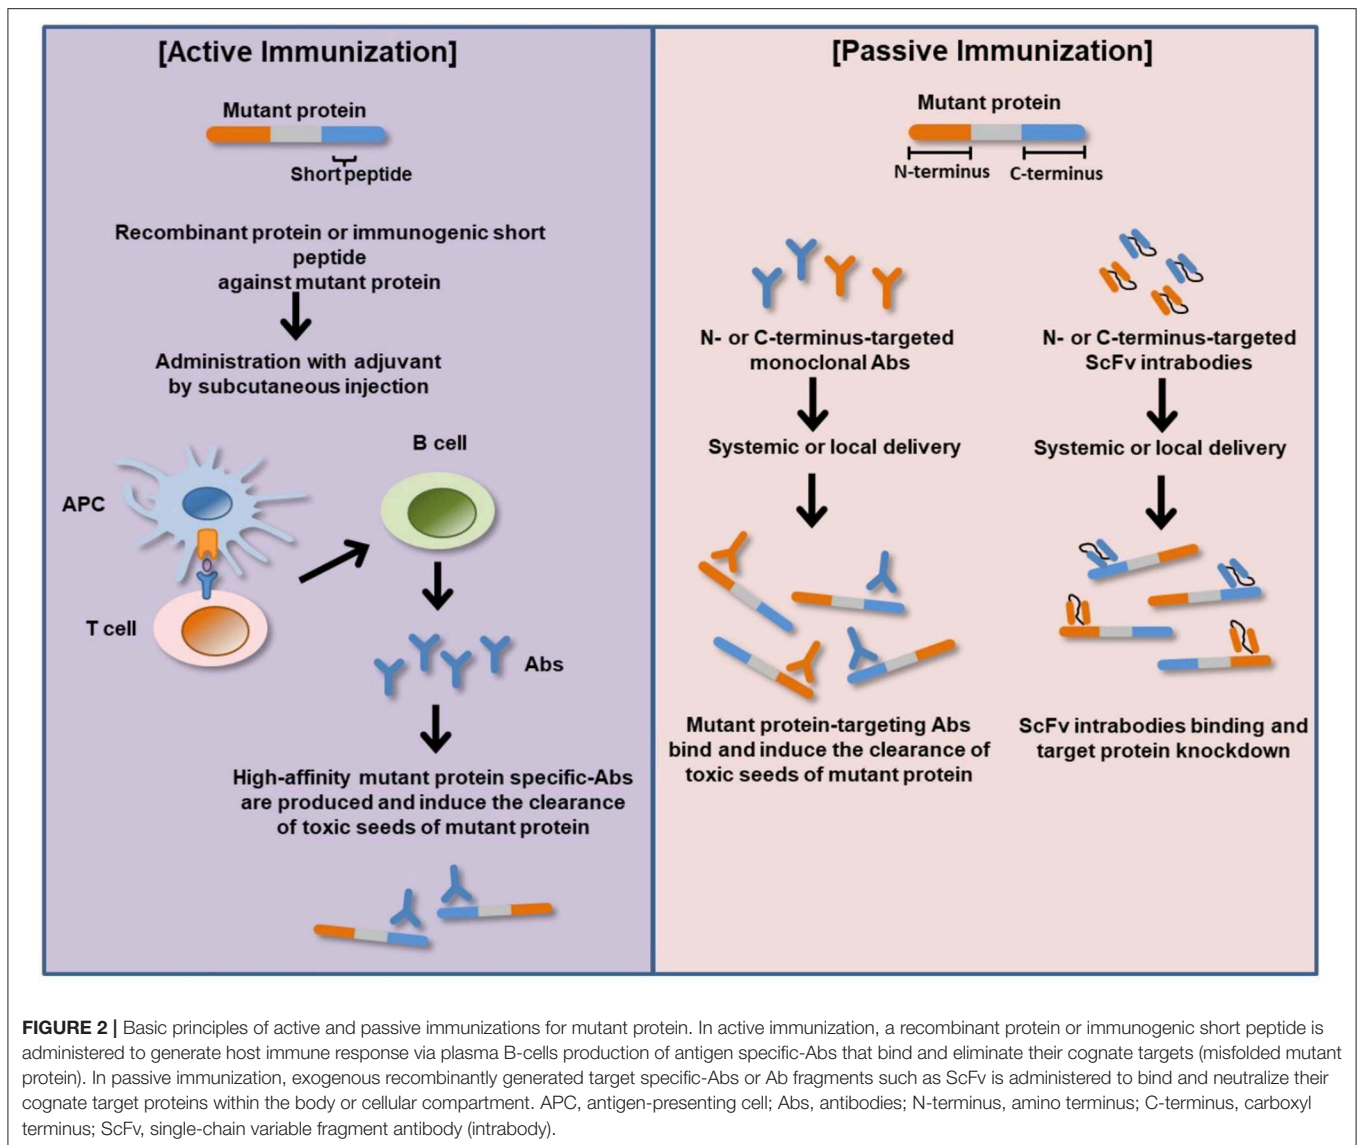 [Active Immunization]
Mutant protein
Short peptide
Recombinant protein or immunogenic short
peptide
against mutant protein
Administration with adjuvant
by subcutaneous injection
B cell
APC
T cell
Abs
High-affinity mutant protein specific-Abs
are produced and induce the clearance
of toxic seeds of mutant protein
[Passive Immunization]
Mutant protein
N-terminus
C-terminus
N- or C-terminus-targeted
monoclonal Abs
Systemic or local delivery
Mutant protein-targeting Abs
bind and induce the clearance of
toxic seeds of mutant protein
N- or C-terminus-targeted
ScFv intrabodies
Systemic or local delivery
ScFv intrabodies binding and
target protein knockdown
FIGURE 2 | Basic principles of active and passive immunizations for mutant protein. In active immunization, a recombinant protein or immunogenic short peptide is
administered to generate host immune response via plasma B-cells production of antigen specific-Abs that bind and eliminate their cognate targets (misfolded mutant
protein). In passive immunization, exogenous recombinantly generated target specific-Abs or Ab fragments such as ScFv is administered to bind and neutralize their
cognate target proteins within the body or cellular compartment. APC, antigen-presenting cell; Abs, antibodies; N-terminus, amino terminus; C-terminus, carboxyl
terminus; ScFv, single-chain variable fragment antibody (intrabody).